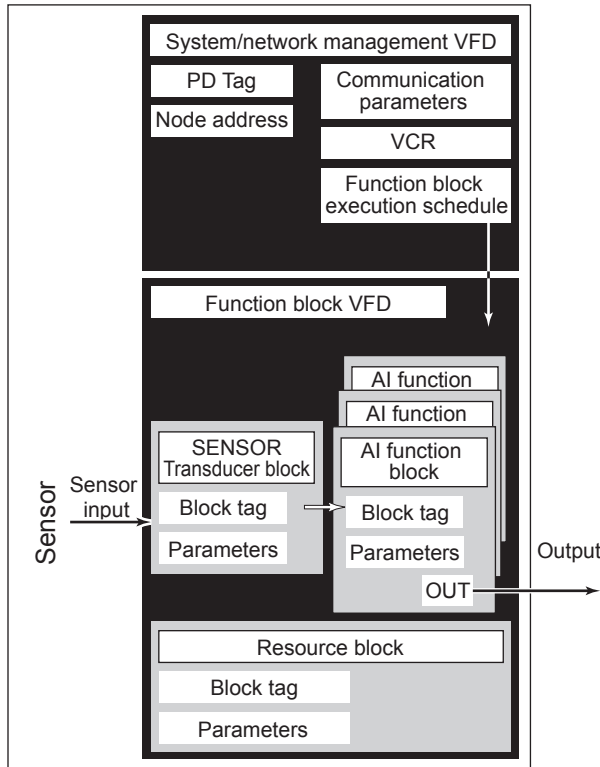 System/network management VFD
PD Tag
Node address
Communication
parameters
VCR
Function block
execution schedule
Function block VFD
AI function
AI function
AI function
block
Block tag
Parameters
OUT
SENSOR
Transducer block
Block tag
Parameters
Sensor
Sensor
input
Output
Resource block
Block tag
Parameters